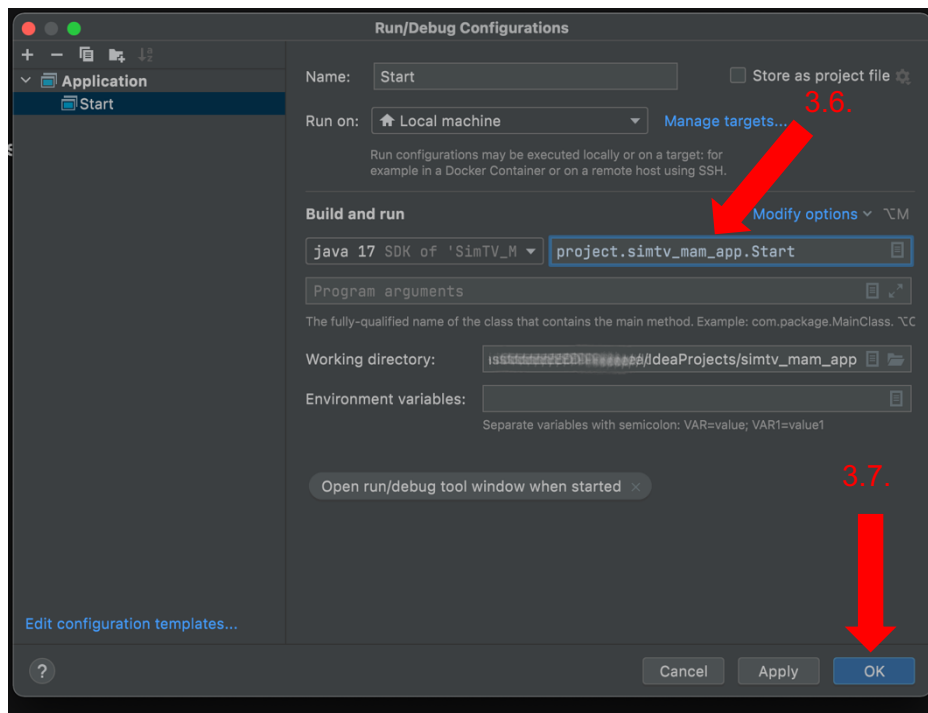 Run/Debug Configurations
Application
Start
Name: Start
Store as project file
3.6.
Run on: Local machine
Manage targets...
Run configurations may be executed locally or on a target: for
example in a Docker Container or on a remote host using SSH.
Build and run
Modify options ⌥M
java 17 SDK of 'SimTV_M
project.simtv_mam_app.Start
Program arguments
The fully-qualified name of the class that contains the main method. Example: com.package.MainClass. ⌥C
Working directory: /IdeaProjects/simtv_mam_app
Environment variables:
Separate variables with semicolon: VAR=value; VAR1=value1
Open run/debug tool window when started
3.7.
Edit configuration templates...
?
Cancel
Apply
OK